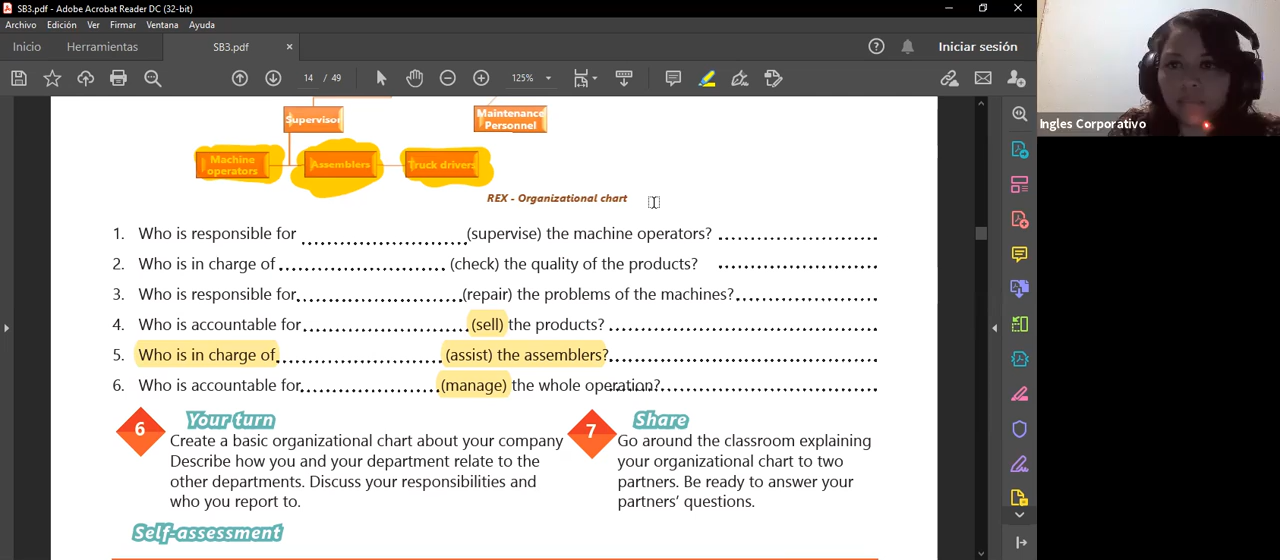 SB3.pdf - Adobe Acrobat Reader DC (32-bit)
Archivo Edición Ver Firmar Ventana Ayuda
Inicio Herramientas SB3.pdf × Iniciar sesión
14 / 49 125%
Ingles Corporativo
Supervisor
Maintenance
Personnel
Machine
operators
Assemblers
Truck drivers
REX - Organizational chart
1. Who is responsible for ........................ (supervise) the machine operators? ........................
2. Who is in charge of ........................ (check) the quality of the products? ........................
3. Who is responsible for ........................ (repair) the problems of the machines? ........................
4. Who is accountable for ........................ (sell) the products? ........................
5. Who is in charge of ........................ (assist) the assemblers? ........................
6. Who is accountable for ........................ (manage) the whole operation? ........................
6 Your turn
Create a basic organizational chart about your company
Describe how you and your department relate to the
other departments. Discuss your responsibilities and
who you report to.
7 Share
Go around the classroom explaining
your organizational chart to two
partners. Be ready to answer your
partners' questions.
Self-assessment